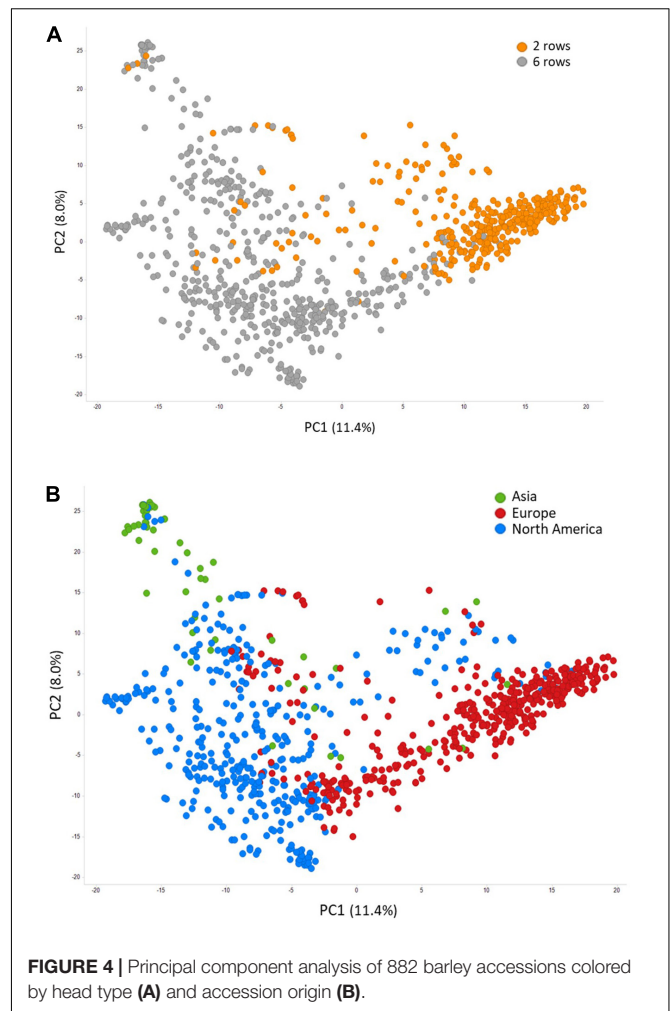 A
2 rows
6 rows
25
20
15
10
5
0
-5
-10
-15
-20
PC2 (8.0%)
-20 -15 -10 -5 0 5 10 15 20
PC1 (11.4%)
B
Asia
Europe
North America
25
20
15
10
5
0
-5
-10
-15
-20
PC2 (8.0%)
-20 -15 -10 -5 0 5 10 15 20
PC1 (11.4%)
FIGURE 4 | Principal component analysis of 882 barley accessions colored
by head type (A) and accession origin (B).